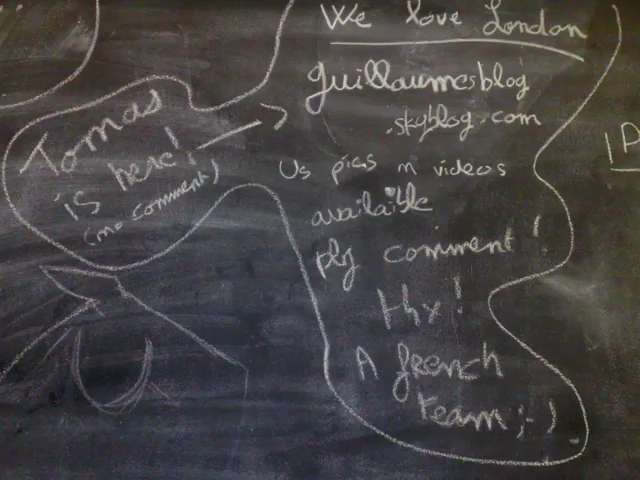 We love London
guillaumesblog
.skyblog.com
Tomas
is here!
(no comment)
Us pics n videos
available
plz comment!
thx!
A french
team ;-)